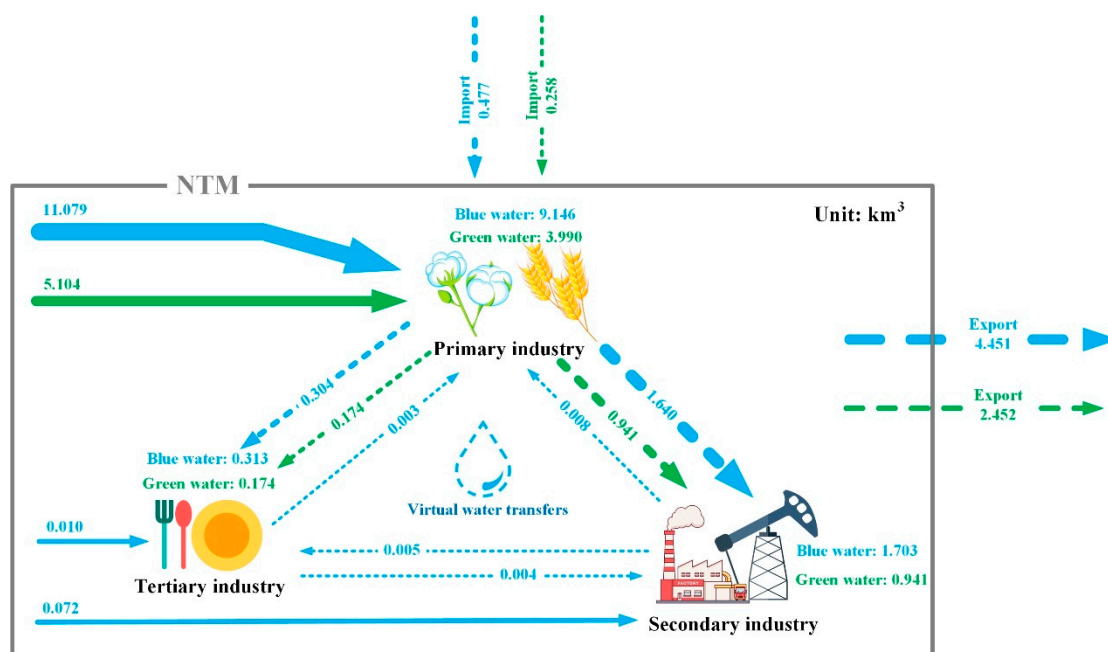 Import
0.477
Import
0.258
NTM
Unit: km³
11.079
Blue water: 9.146
Green water: 3.990
5.104
Primary industry
Export
4.451
Export
2.452
0.304
0.174
0.003
0.008
0.941
1.640
Blue water: 0.313
Green water: 0.174
Virtual water transfers
0.010
Tertiary industry
0.005
0.004
Blue water: 1.703
Green water: 0.941
FACTORY
0.072
Secondary industry